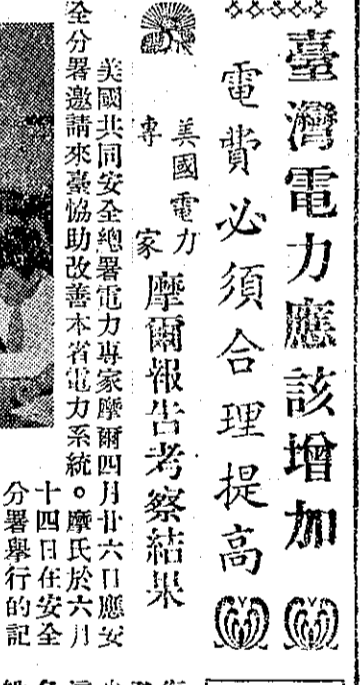 臺灣電力應該增加
電費必須合理提高
美國電力專家
摩爾報告考察結果
美國共同安全總署電力專家摩爾四月廿六日應安
全分署邀請來臺協助改善本省電力系統。摩氏於六月
十四日在安全
分署舉行的記